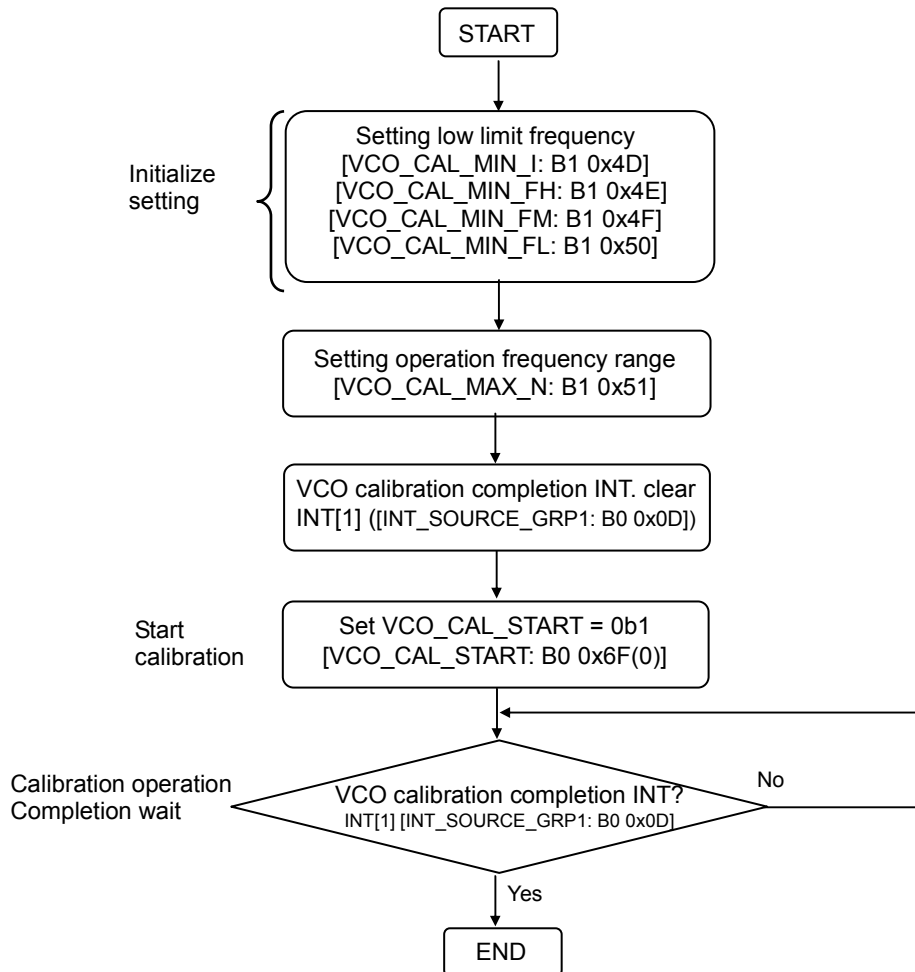 START
Initialize
setting
Setting low limit frequency
[VCO_CAL_MIN_I: B1 0x4D]
[VCO_CAL_MIN_FH: B1 0x4E]
[VCO_CAL_MIN_FM: B1 0x4F]
[VCO_CAL_MIN_FL: B1 0x50]
Setting operation frequency range
[VCO_CAL_MAX_N: B1 0x51]
VCO calibration completion INT. clear
INT[1] ([INT_SOURCE_GRP1: B0 0x0D])
Start
calibration
Set VCO_CAL_START = 0b1
[VCO_CAL_START: B0 0x6F(0)]
Calibration operation
Completion wait
VCO calibration completion INT?
INT[1] [INT_SOURCE_GRP1: B0 0x0D]
No
Yes
END